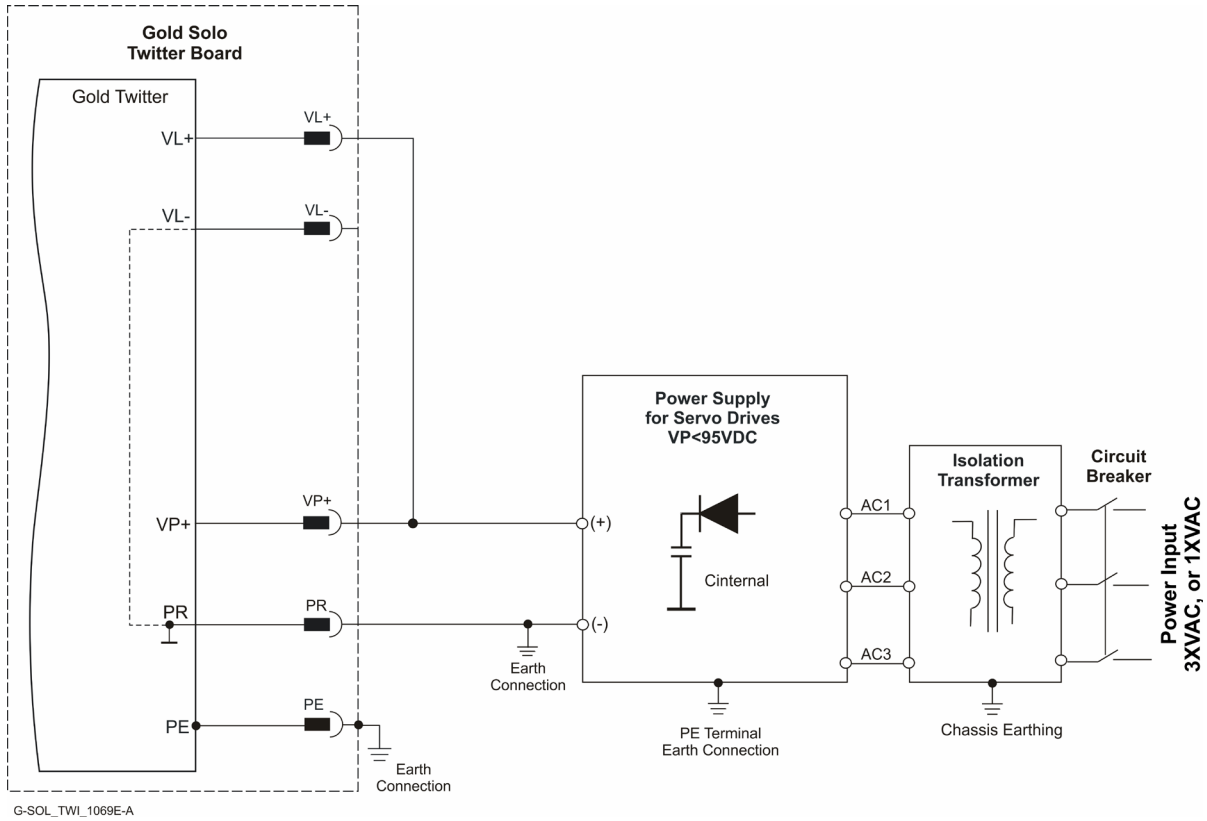 Gold Solo
Twitter Board
Gold Twitter
VL+
VL+
VL-
VL-
VP+
VP+
PR
PR
PE
PE
Earth
Connection
Earth
Connection
Power Supply
for Servo Drives
VP<95VDC
(+)
(-)
Cinternal
PE Terminal
Earth Connection
AC1
AC2
AC3
Isolation
Transformer
Chassis Earthing
Circuit
Breaker
Power Input
3XVAC, or 1XVAC
G-SOL_TWI_1069E-A